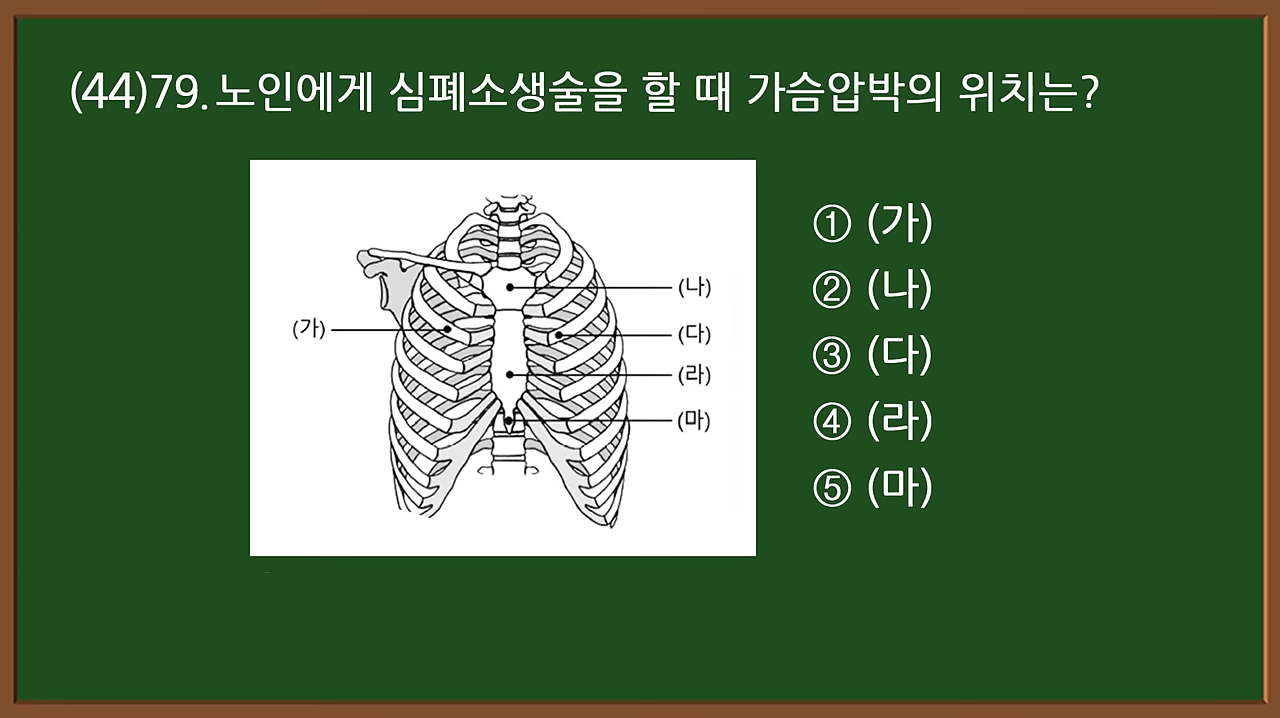 (44)79. 노인에게 심폐소생술을 할 때 가슴압박의 위치는?
(가)
(나)
(다)
(라)
(마)
① (가)
② (나)
③ (다)
④ (라)
⑤ (마)